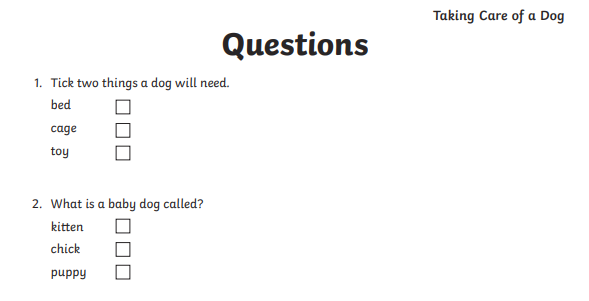 Taking Care of a Dog
Questions
1. Tick two things a dog will need.
bed
cage
toy
2. What is a baby dog called?
kitten
chick
puppy